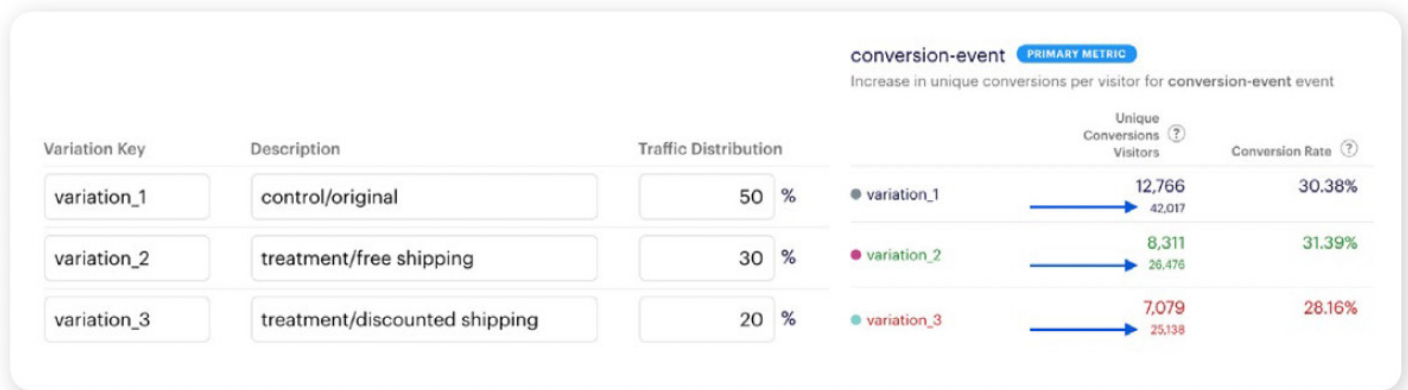 conversion-event PRIMARY METRIC
Increase in unique conversions per visitor for conversion-event event
Variation Key Description Traffic Distribution
Unique
Conversions ?
Visitors
Conversion Rate ?
variation_1 control/original 50 %
variation_1 12,766 30.38%
42,017
variation_2 treatment/free shipping 30 %
variation_2 8,311 31.39%
26,476
variation_3 treatment/discounted shipping 20 %
variation_3 7,079 28.16%
25,138